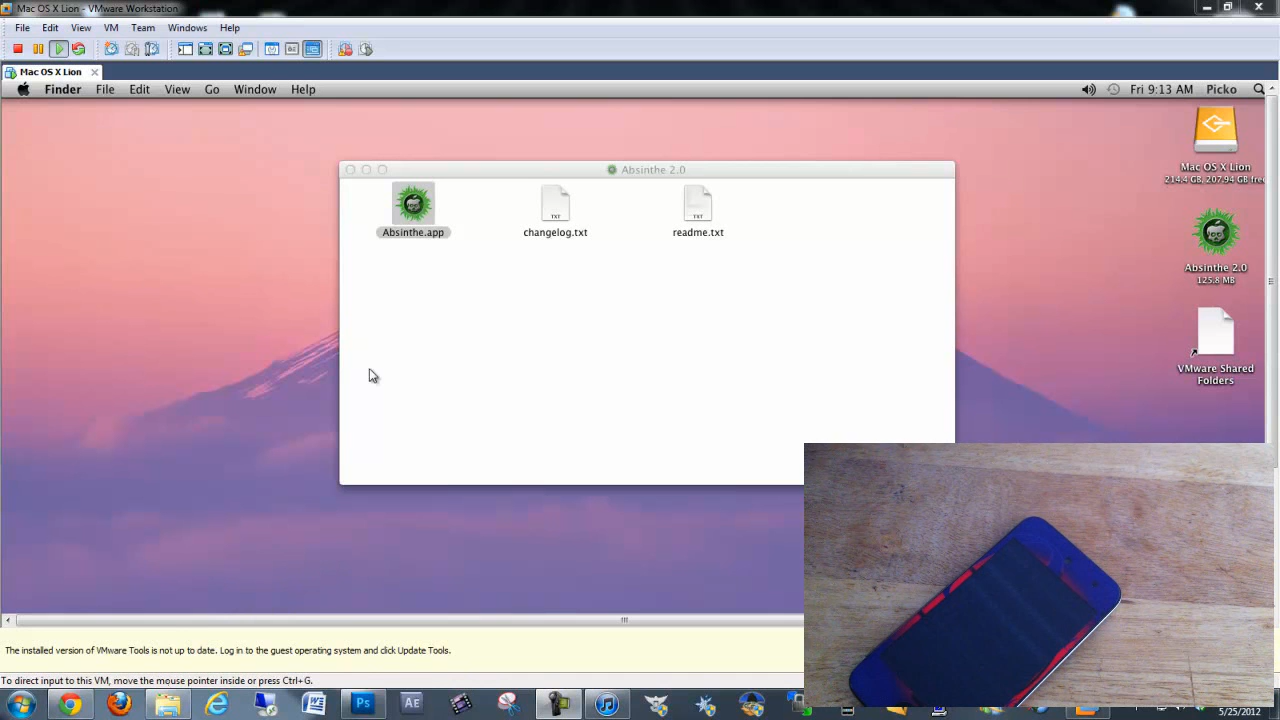 Mac OS X Lion - VMware Workstation
File Edit View VM Team Windows Help
Mac OS X Lion
Finder File Edit View Go Window Help
Fri 9:13 AM Picko
Absinthe 2.0
Absinthe.app
TXT
changelog.txt
TXT
readme.txt
Mac OS X Lion
214.4 GB, 207.94 GB free
Absinthe 2.0
125.8 MB
VMware Shared
Folders
The installed version of VMware Tools is not up to date. Log in to the guest operating system and click Update Tools.
To direct input to this VM, move the mouse pointer inside or press Ctrl+G.
Ps
Ae
5/25/2012